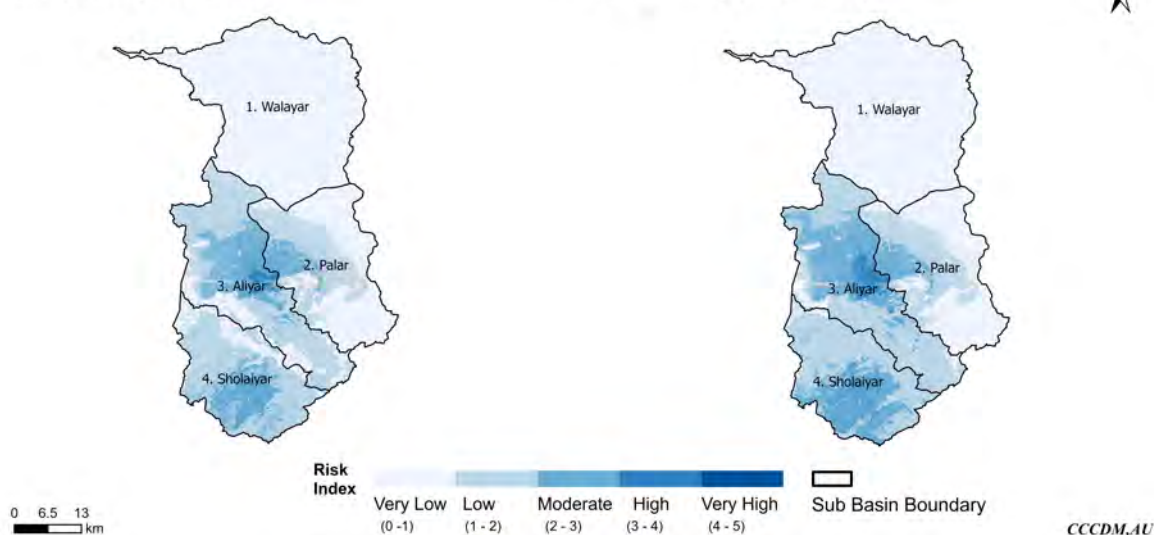 1. Walayar
2. Palar
3. Aliyar
4. Sholaiyar
1. Walayar
2. Palar
3. Aliyar
4. Sholaiyar
Risk
Index
Very Low Low Moderate High Very High
(0 -1) (1 - 2) (2 - 3) (3 - 4) (4 - 5)
Sub Basin Boundary
0 6.5 13
km
CCCDM,AU